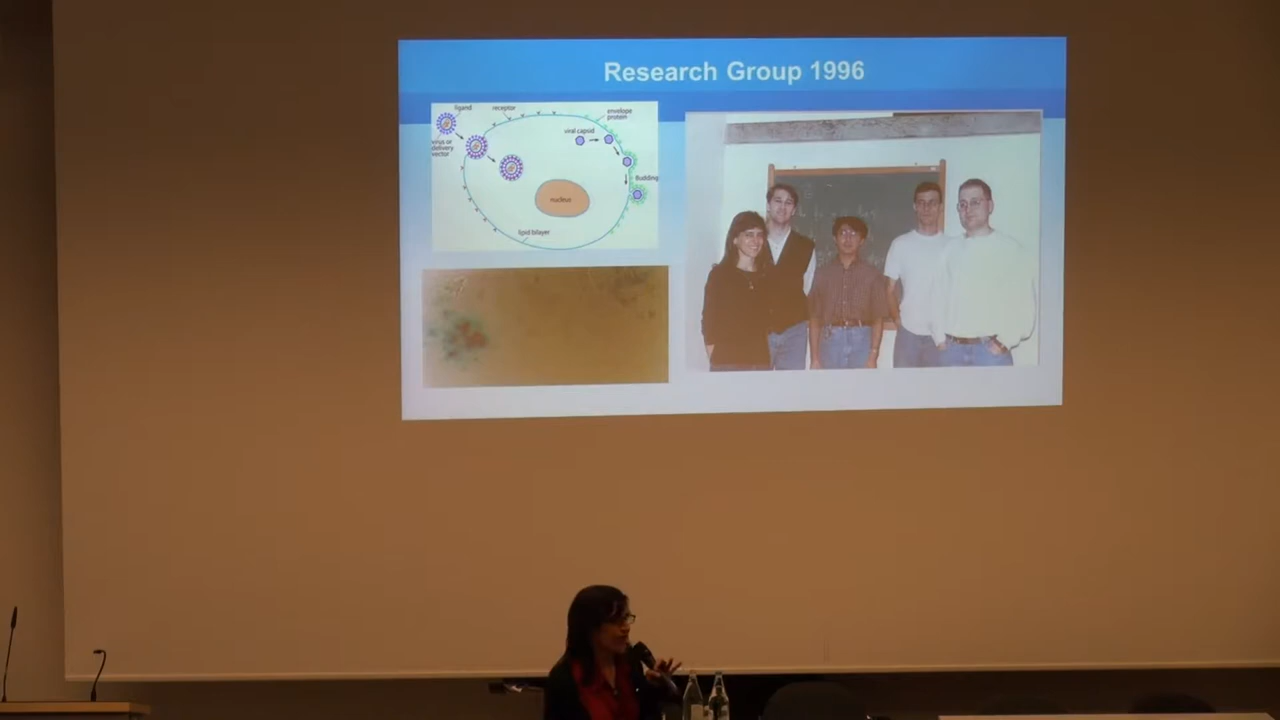 Research Group 1996
ligand
receptor
envelope
protein
viral capsid
virus or
delivery
vector
Budding
nucleus
lipid bilayer